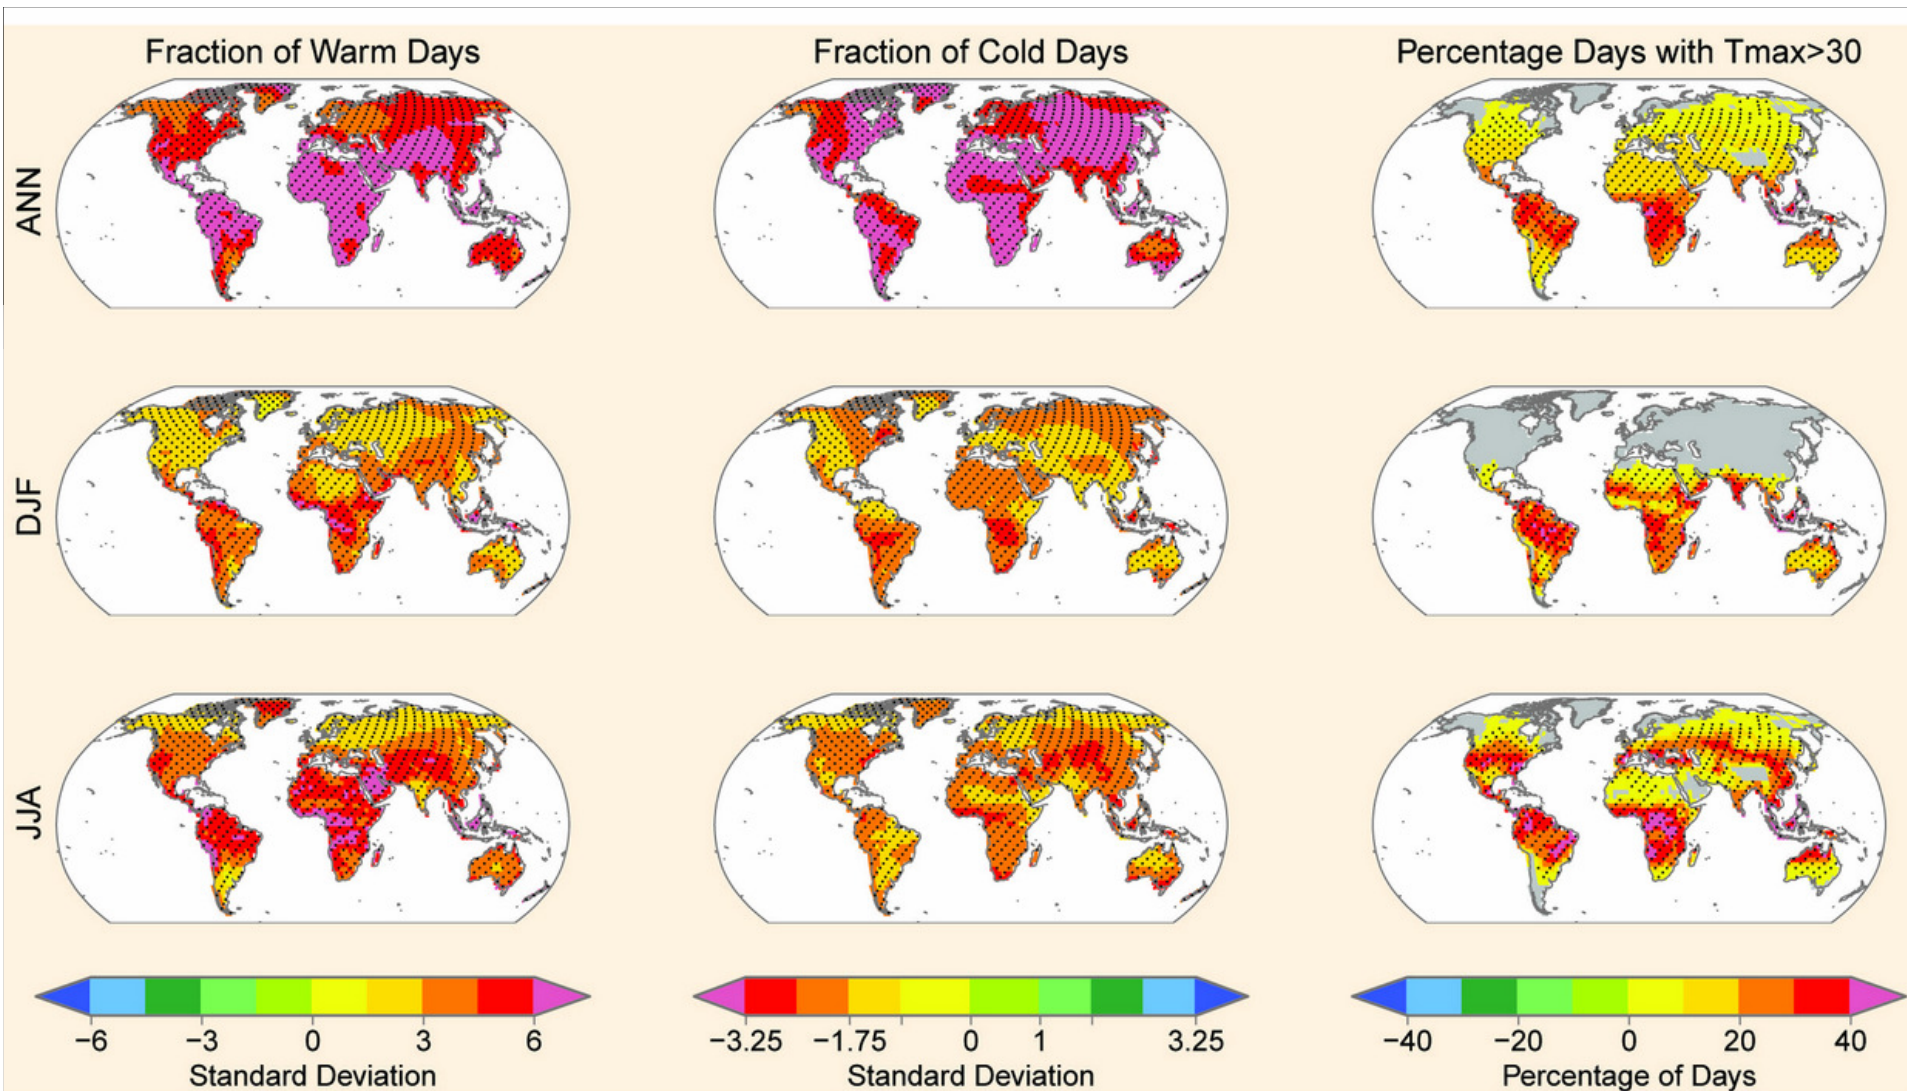 Fraction of Warm Days
Fraction of Cold Days
Percentage Days with Tmax>30
ANN
DJF
JJA
−6 −3 0 3 6
Standard Deviation
−3.25 −1.75 0 1 3.25
Standard Deviation
−40 −20 0 20 40
Percentage of Days